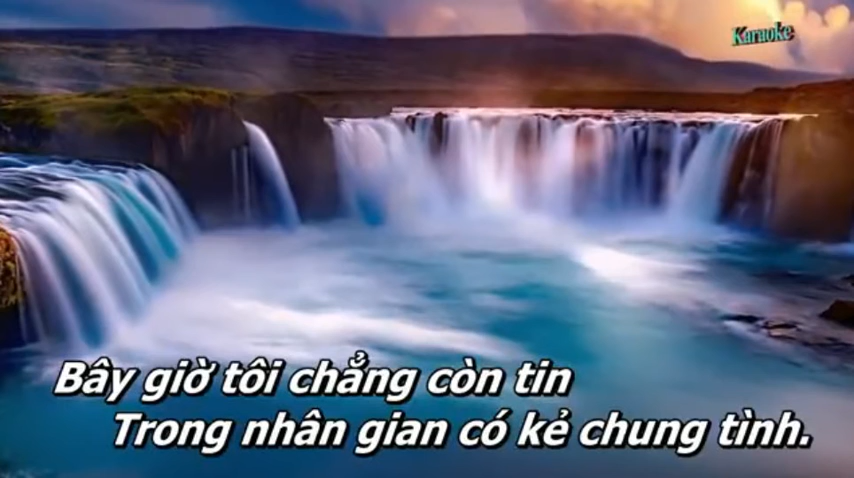 Karaoke
Bây giờ tôi chẳng còn tin
Trong nhân gian có kẻ chung tình.